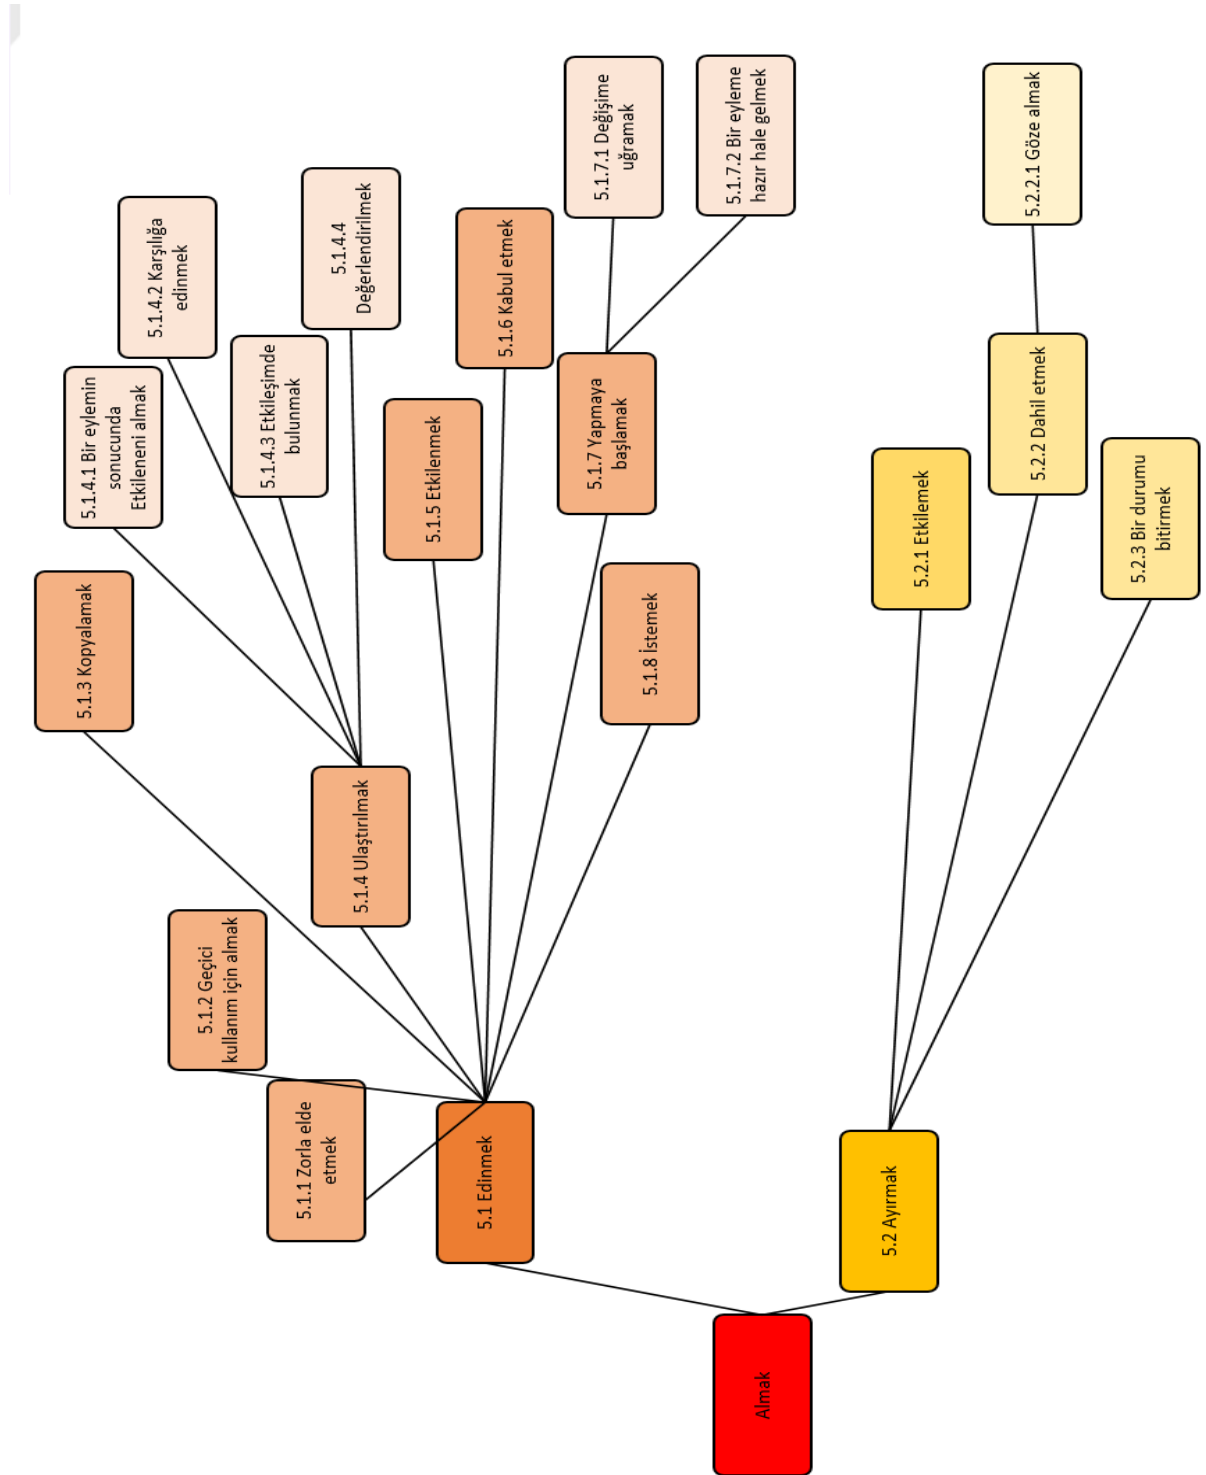 Almak
5.1 Edinmek
5.1.1 Zorla elde
etmek
5.1.2 Geçici
kullanım için almak
5.1.3 Kopyalamak
5.1.4 Ulaştırılmak
5.1.4.1 Bir eylemin
sonucunda
Etkileneni almak
5.1.4.2 Karşılığa
edinmek
5.1.4.3 Etkileşimde
bulunmak
5.1.4.4
Değerlendirilmek
5.1.5 Etkilenmek
5.1.6 Kabul etmek
5.1.7 Yapmaya
başlamak
5.1.7.1 Değişime
uğramak
5.1.7.2 Bir eyleme
hazır hale gelmek
5.1.8 İstemek
5.2 Ayırmak
5.2.1 Etkilemek
5.2.2 Dahil etmek
5.2.2.1 Göze almak
5.2.3 Bir durumu
bitirmek